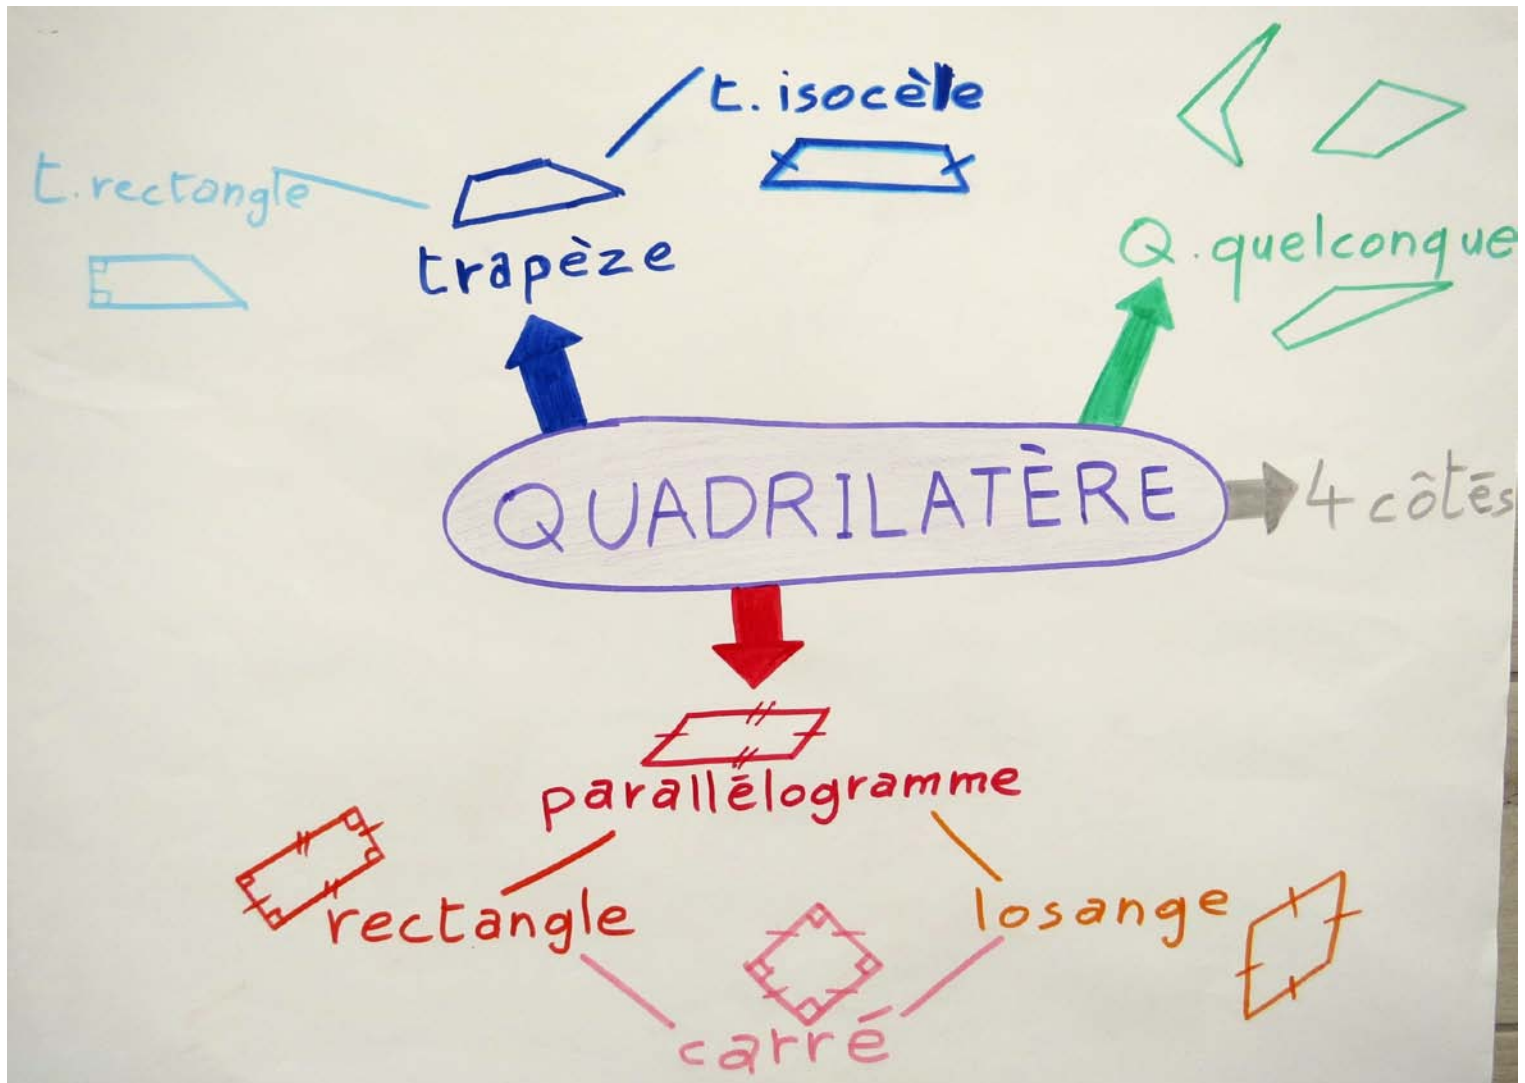 t. isocèle
t. rectangle
trapèze
Q. quelconque
QUADRILATÈRE
4 côtés
parallélogramme
rectangle
losange
carré